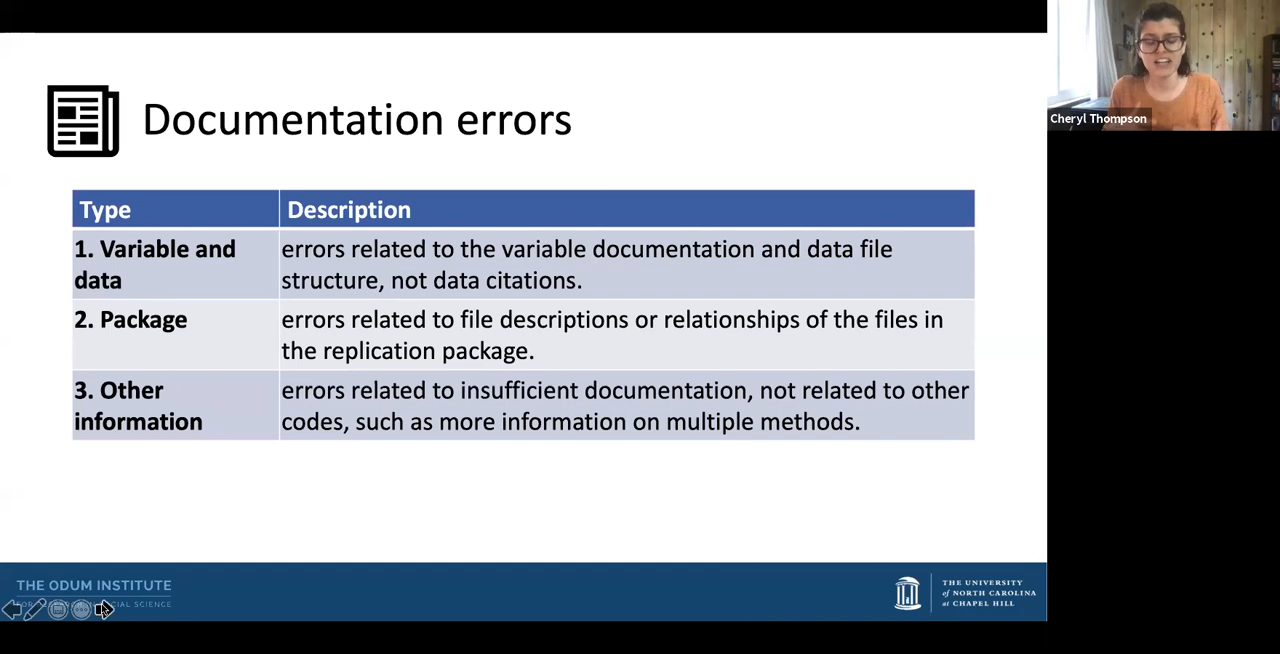 Documentation errors
Cheryl Thompson
Type
Description
1. Variable and
data
errors related to the variable documentation and data file
structure, not data citations.
2. Package
errors related to file descriptions or relationships of the files in
the replication package.
3. Other
information
errors related to insufficient documentation, not related to other
codes, such as more information on multiple methods.
THE ODUM INSTITUTE
SCIENCE
THE UNIVERSITY
of NORTH CAROLINA
at CHAPEL HILL